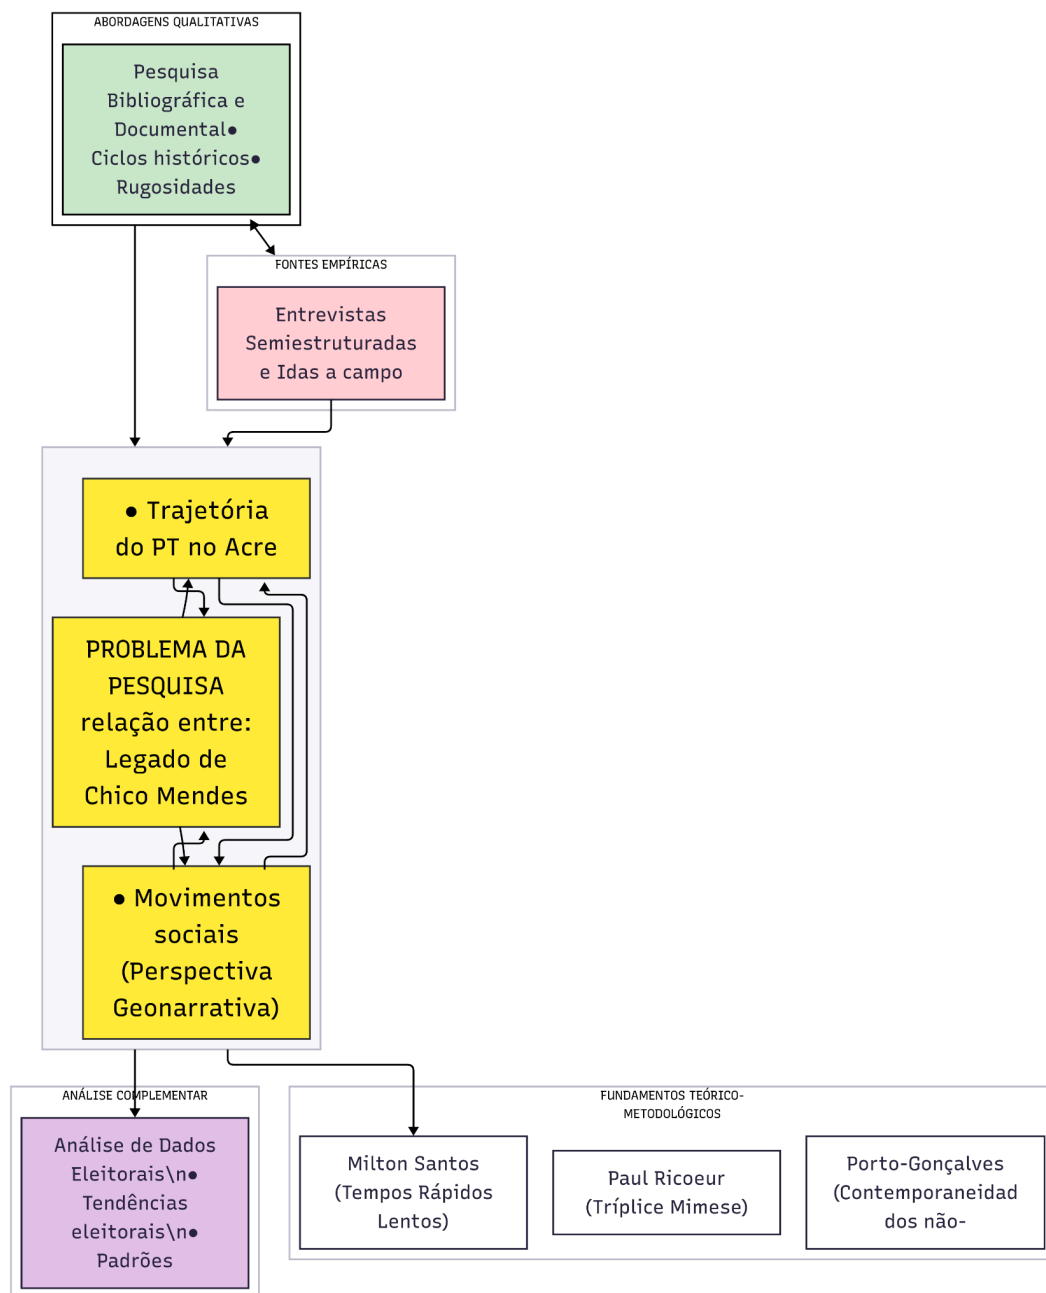 ABORDAGENS QUALITATIVAS
Pesquisa
Bibliográfica e
Documental●
Ciclos históricos●
Rugosidades
FONTES EMPÍRICAS
Entrevistas
Semiestruturadas
e Idas a campo
● Trajetória
do PT no Acre
PROBLEMA DA
PESQUISA
relação entre:
Legado de
Chico Mendes
● Movimentos
sociais
(Perspectiva
Geonarrativa)
ANÁLISE COMPLEMENTAR
Análise de Dados
Eleitorais\n●
Tendências
eleitorais\n●
Padrões
FUNDAMENTOS TEÓRICO-
METODOLÓGICOS
Milton Santos
(Tempos Rápidos
Lentos)
Paul Ricoeur
(Tríplice Mimese)
Porto-Gonçalves
(Contemporaneidad
dos não-